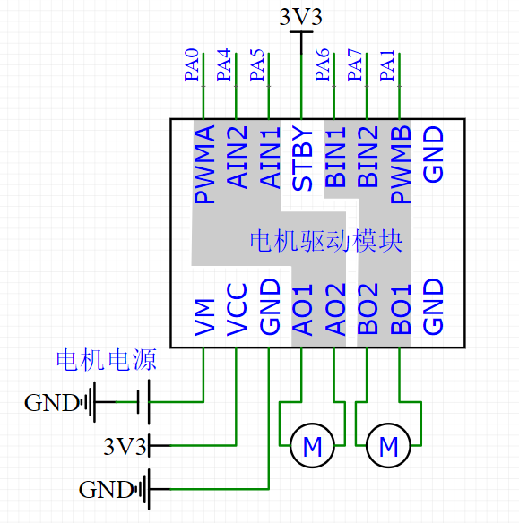 3V3
PA0 PA4 PA5 PA6 PA7 PA1
PWMA AIN2 AIN1 STBY BIN1 BIN2 PWMB GND
电机驱动模块
VM VCC GND AO1 AO2 BO2 BO1 GND
电机电源
GND
3V3
GND
M M